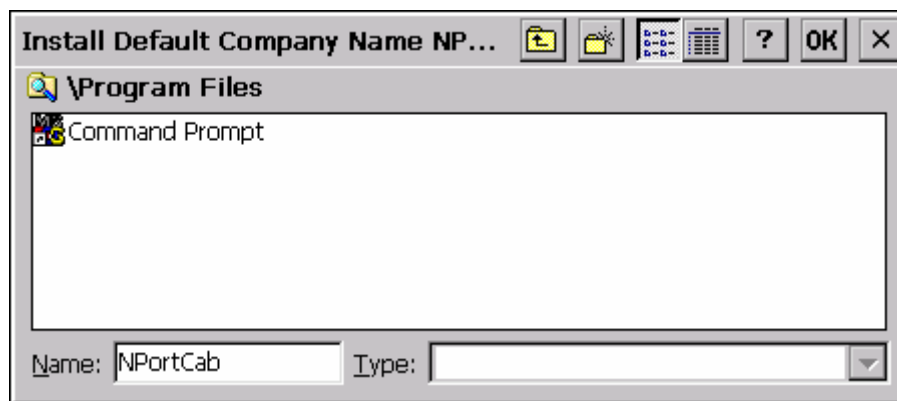 Install Default Company Name NP... ? OK ×
\Program Files
Command Prompt
Name: NPortCab Type: